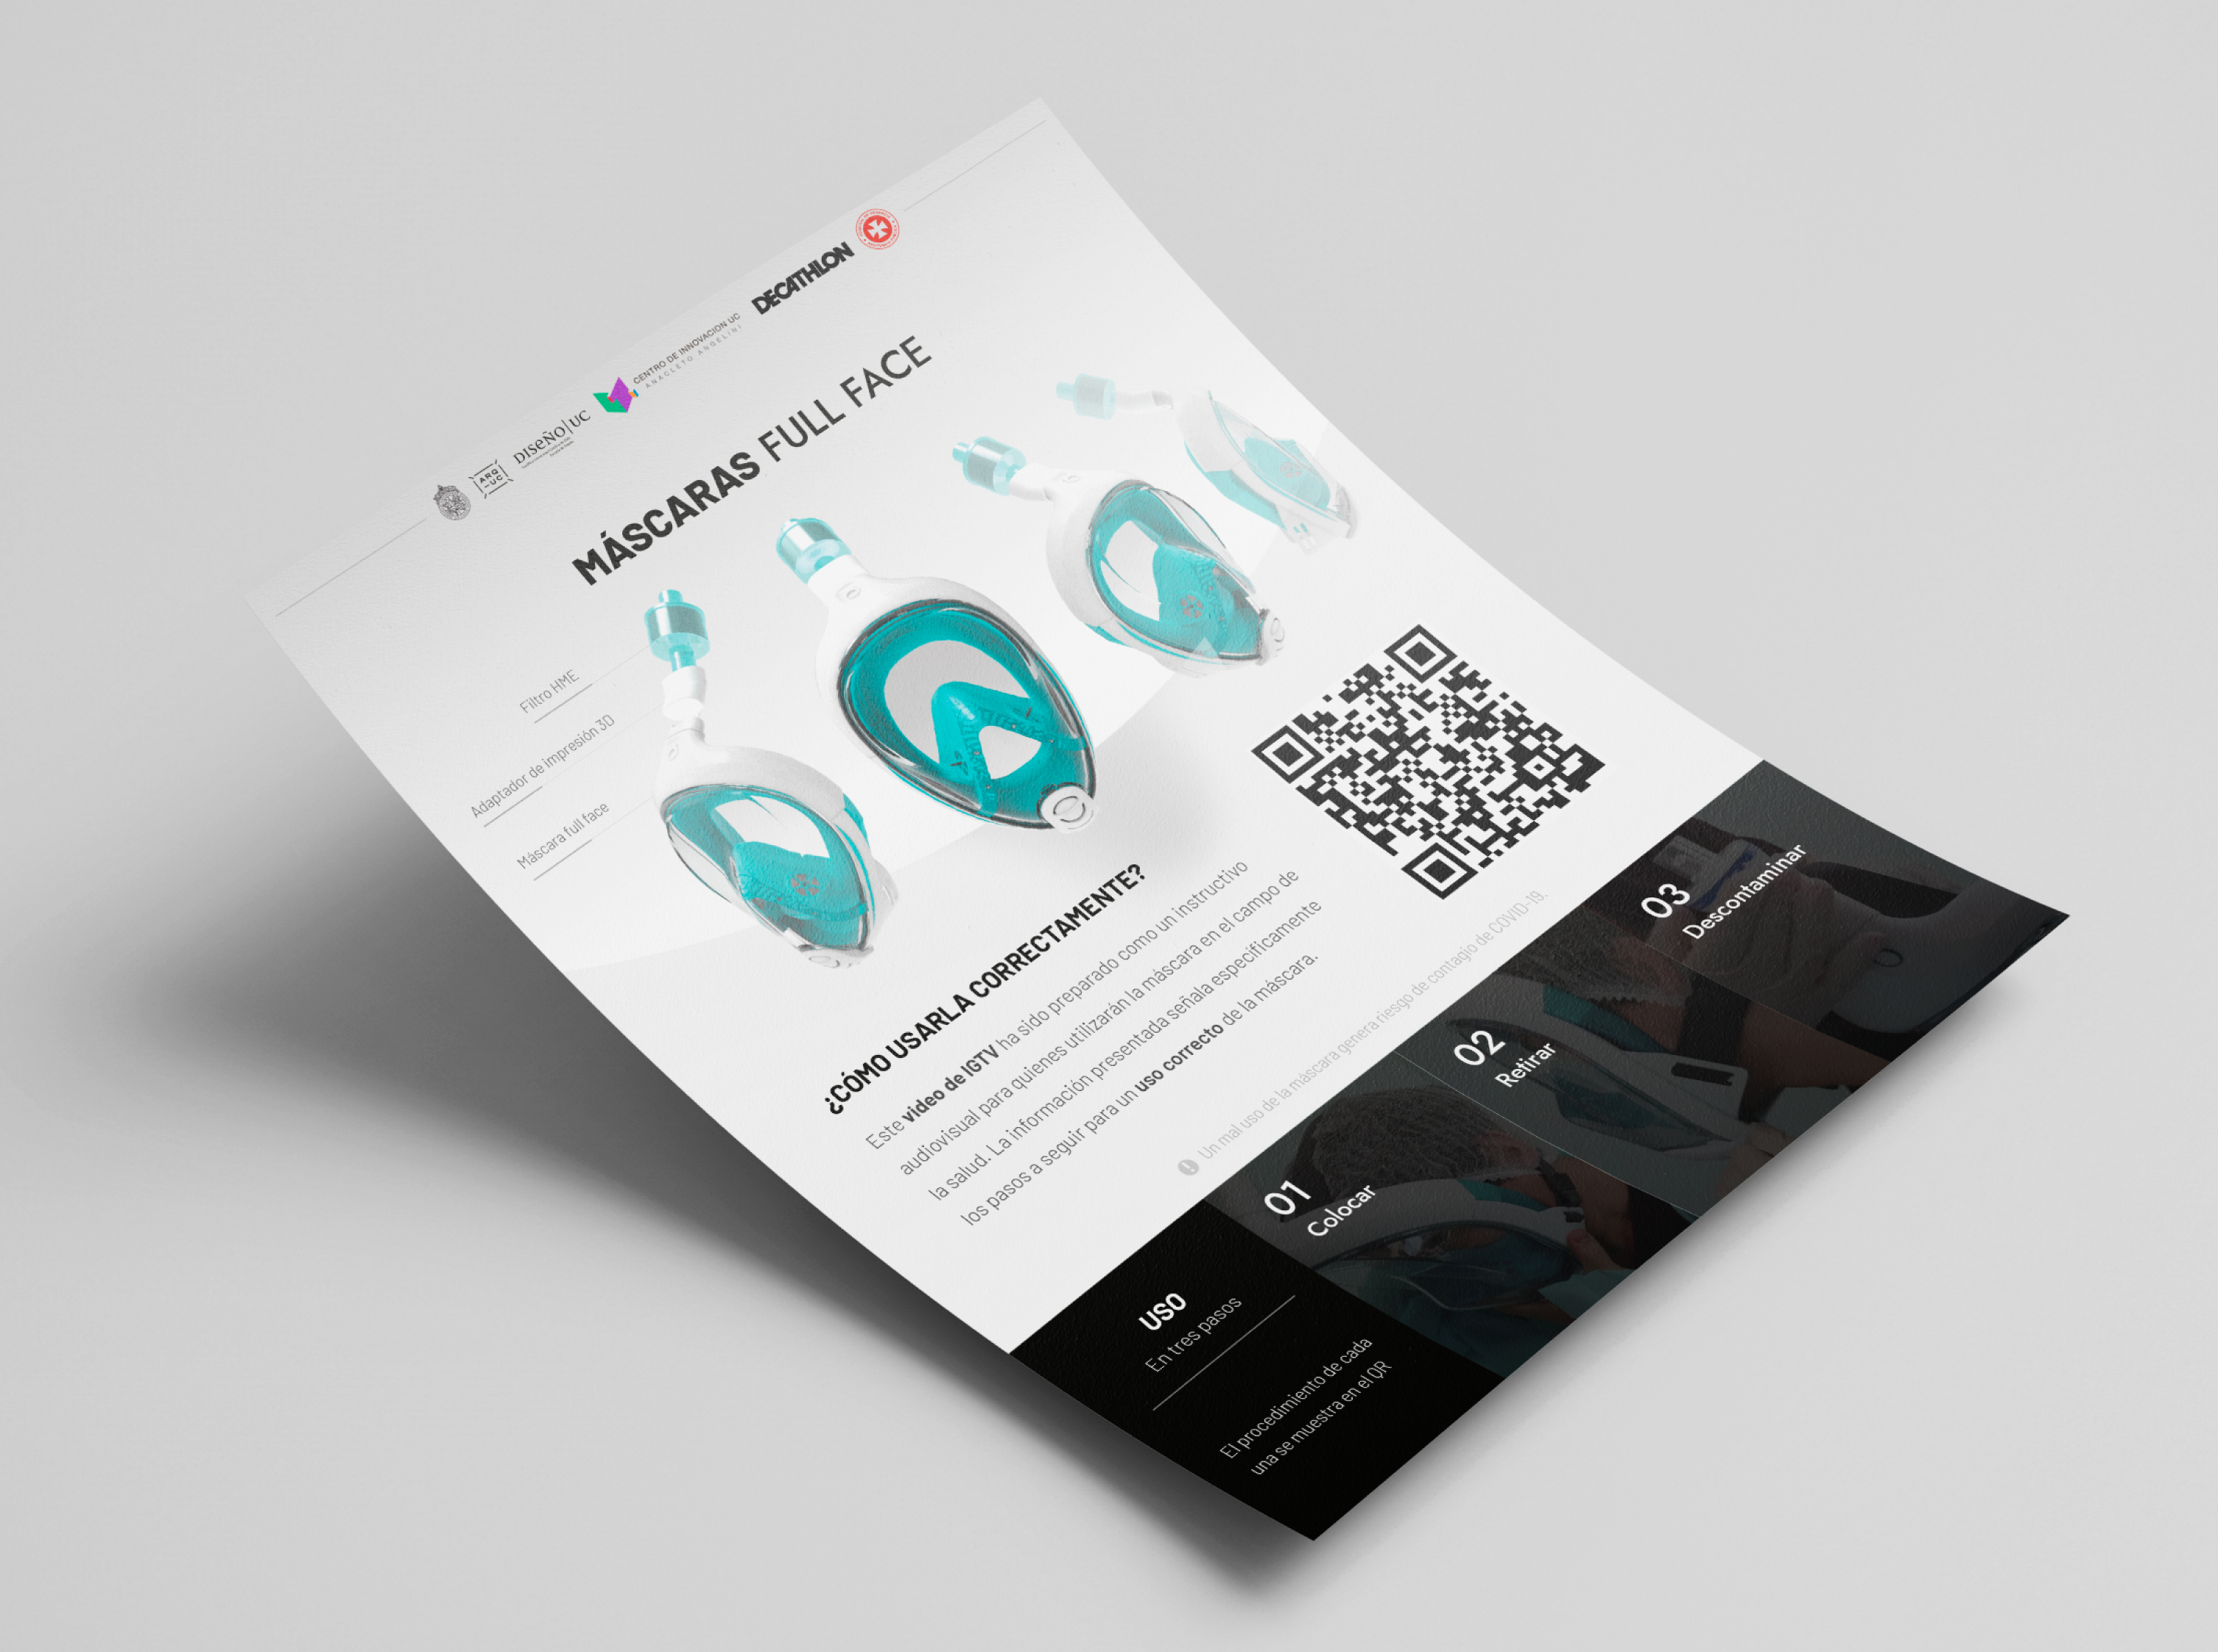 ARQ
-UC
DISEÑO|UC
CENTRO DE INNOVACION UC
ANACLETO ANGELINI
DECATHLON
MÁSCARAS FULL FACE
Filtro HME
Adaptador de impresión 3D
Máscara full face
¿CÓMO USARLA CORRECTAMENTE?
Este video de IGTV ha sido preparado como un instructivo
audiovisual para quienes utilizarán la máscara en el campo de
la salud. La información presentada señala específicamente
los pasos a seguir para un uso correcto de la máscara.
Un mal uso de la máscara genera riesgo de contagio de COVID-19.
USO
En tres pasos
El procedimiento de cada
una se muestra en el QR
01
Colocar
02
Retirar
03
Descontaminar